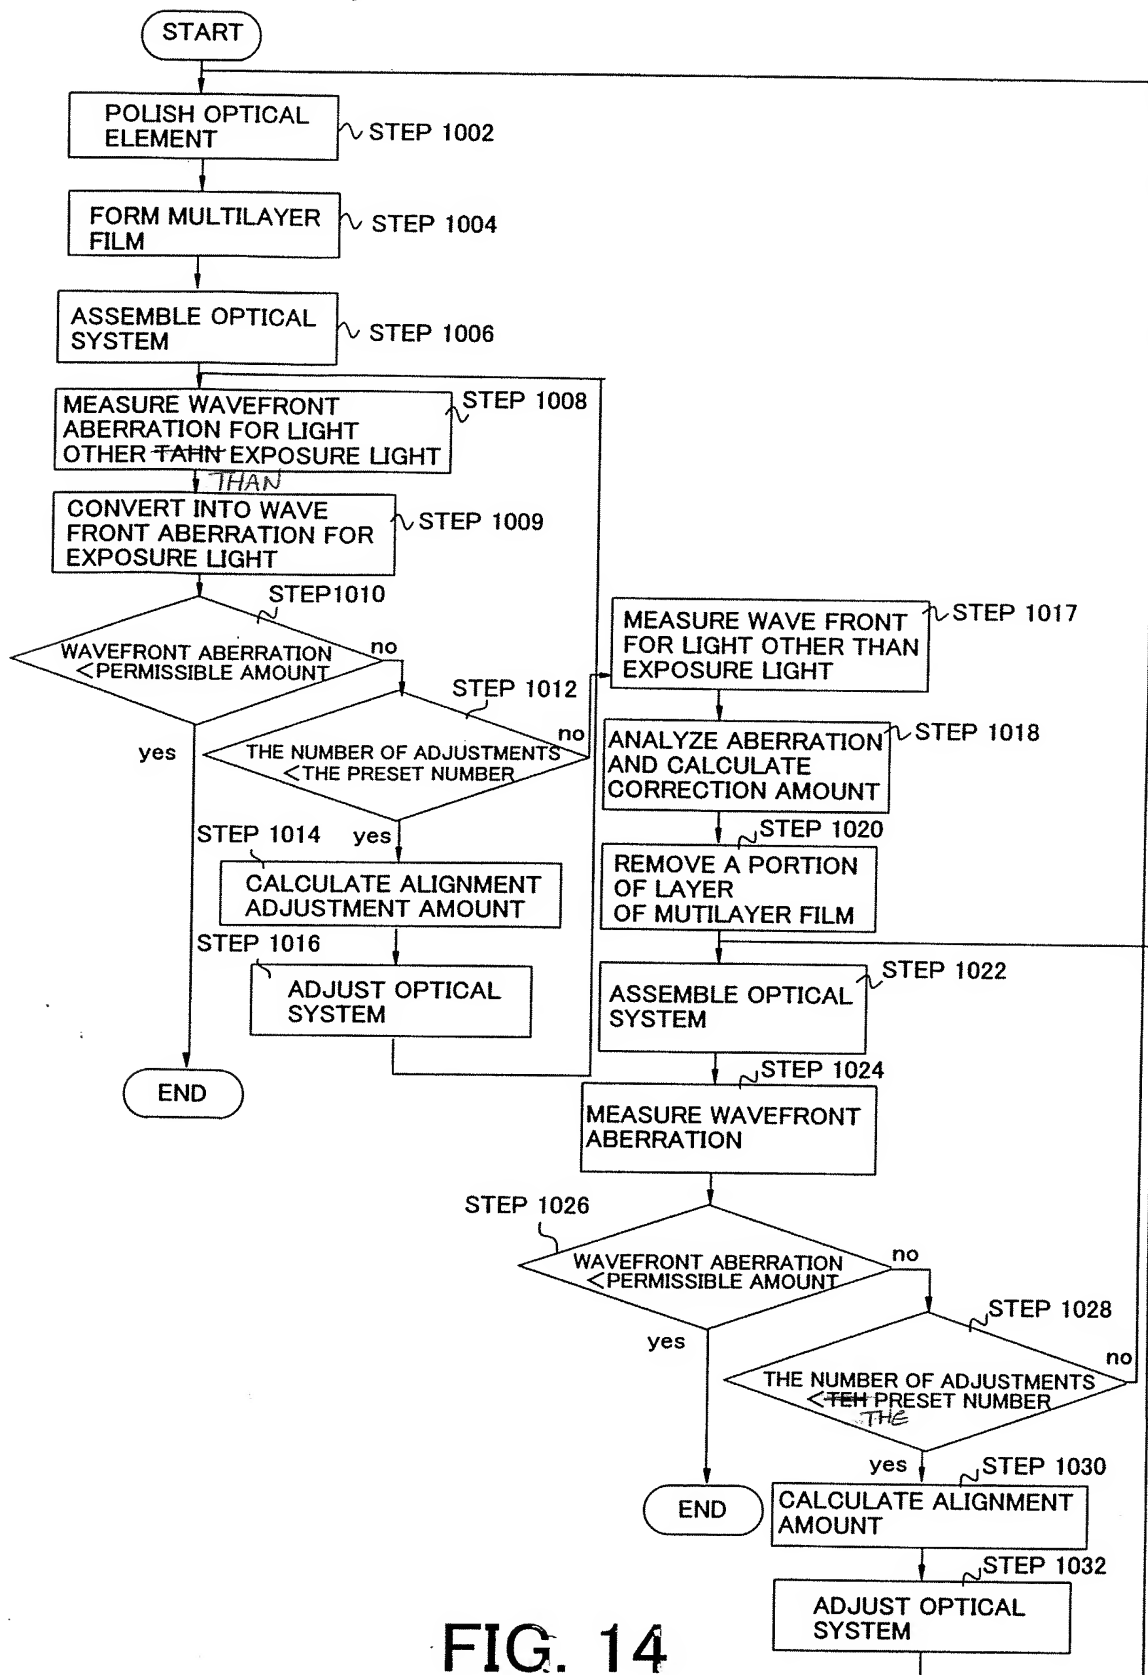 START
POLISH OPTICAL
ELEMENT
STEP 1002
FORM MULTILAYER
FILM
STEP 1004
ASSEMBLE OPTICAL
SYSTEM
STEP 1006
MEASURE WAVEFRONT
ABERRATION FOR LIGHT
OTHER TAHN EXPOSURE LIGHT
THAN
STEP 1008
CONVERT INTO WAVE
FRONT ABERRATION FOR
EXPOSURE LIGHT
STEP 1009
STEP1010
WAVEFRONT ABERRATION
<PERMISSIBLE AMOUNT
no
yes
STEP 1012
THE NUMBER OF ADJUSTMENTS
<THE PRESET NUMBER
no
yes
STEP 1014
CALCULATE ALIGNMENT
ADJUSTMENT AMOUNT
STEP 1016
ADJUST OPTICAL
SYSTEM
END
MEASURE WAVE FRONT
FOR LIGHT OTHER THAN
EXPOSURE LIGHT
STEP 1017
ANALYZE ABERRATION
AND CALCULATE
CORRECTION AMOUNT
STEP 1018
STEP 1020
REMOVE A PORTION
OF LAYER
OF MUTILAYER FILM
STEP 1022
ASSEMBLE OPTICAL
SYSTEM
STEP 1024
MEASURE WAVEFRONT
ABERRATION
STEP 1026
WAVEFRONT ABERRATION
<PERMISSIBLE AMOUNT
no
yes
STEP 1028
THE NUMBER OF ADJUSTMENTS
<TEH PRESET NUMBER
THE
no
yes
END
STEP 1030
CALCULATE ALIGNMENT
AMOUNT
STEP 1032
ADJUST OPTICAL
SYSTEM
FIG. 14